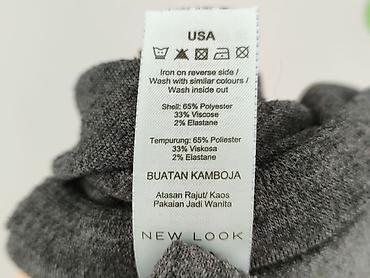 USA
Iron on reverse side /
Wash with similar colours /
Wash inside out
Shell: 65% Polyester
33% Viscose
2% Elastane
Tempurung: 65% Poliester
33% Viskosa
2% Elastane
BUATAN KAMBOJA
Atasan Rajut/ Kaos
Pakaian Jadi Wanita
NEW LOOK